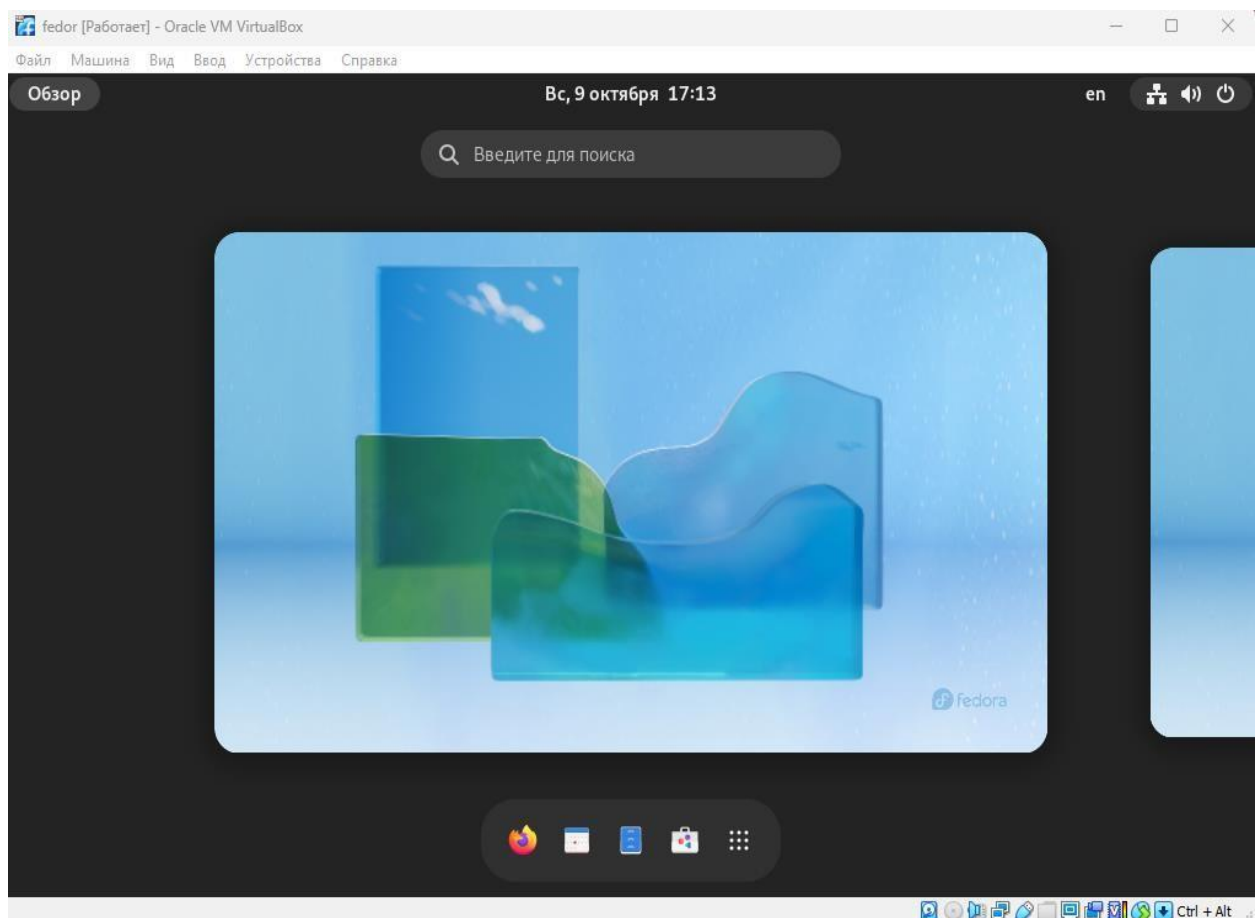 fedor [Работает] - Oracle VM VirtualBox
Файл Машина Вид Ввод Устройства Справка
Обзор
Вс, 9 октября 17:13
en
Введите для поиска
fedora
Ctrl + Alt